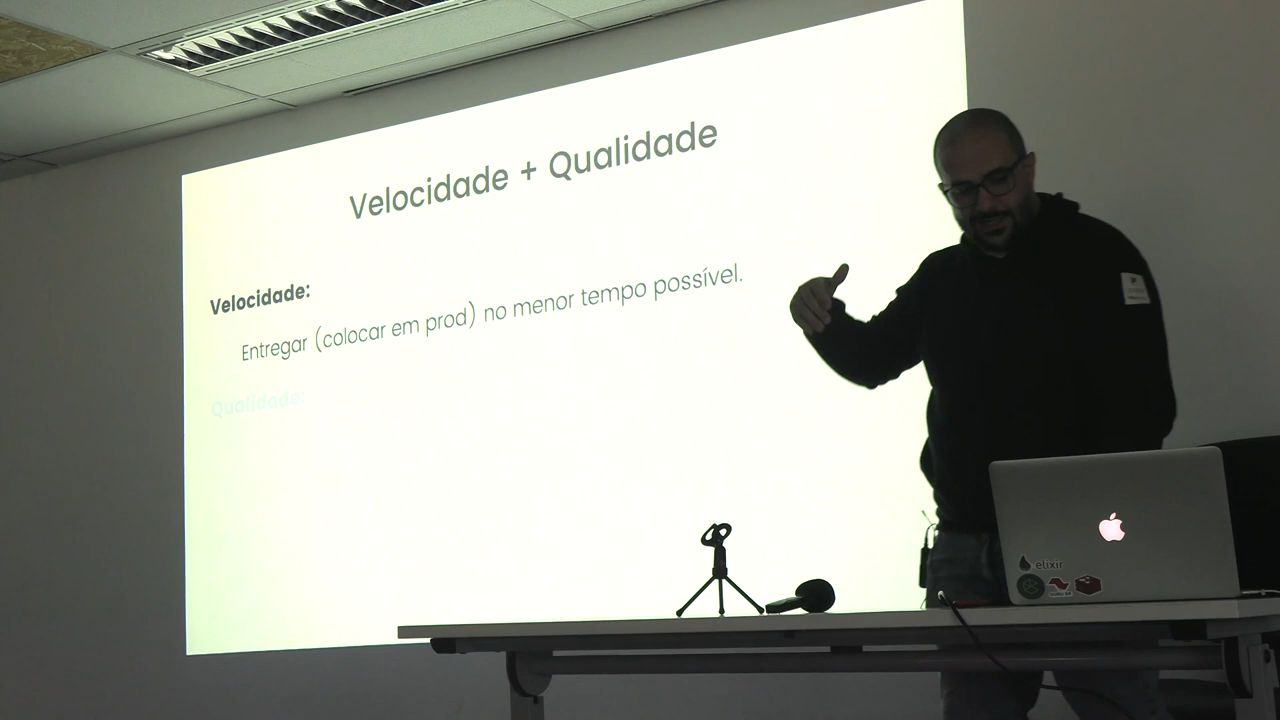 Velocidade + Qualidade
Velocidade:
Entregar (colocar em prod) no menor tempo possível.
Qualidade:
elixir